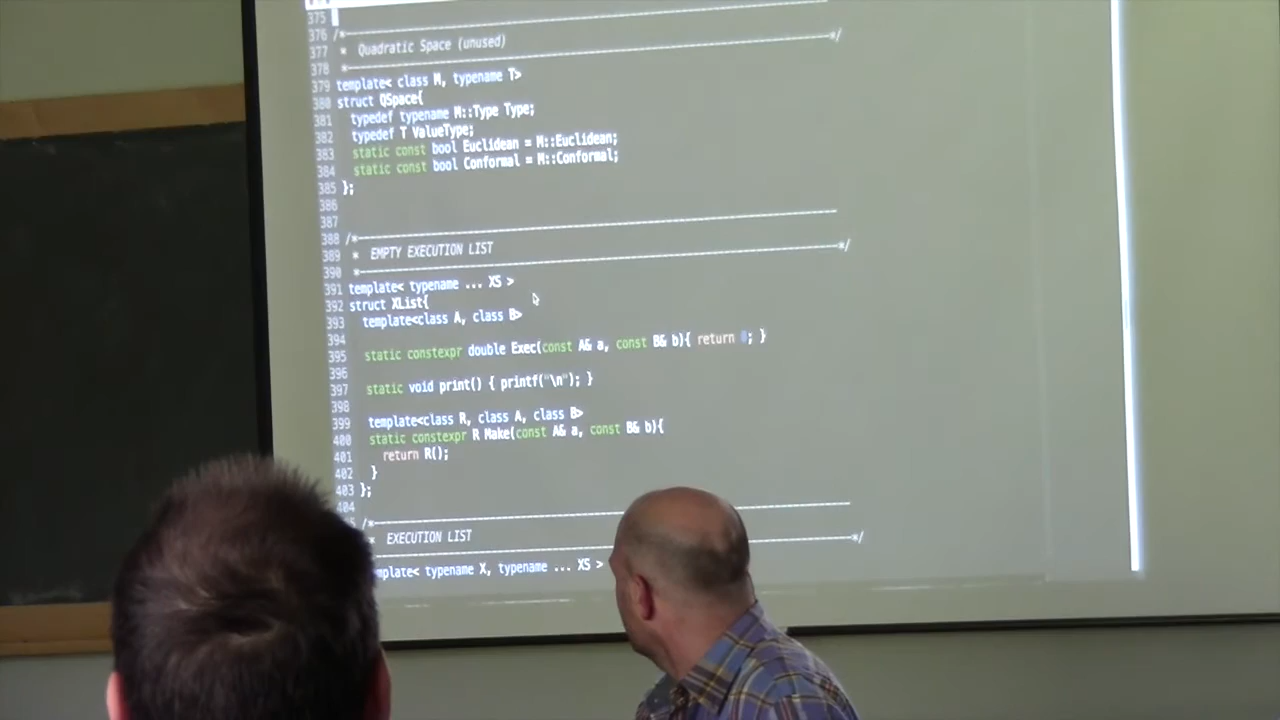 375
376 /*
377 * Quadratic Space (unused)
378 * */
379 template< class M, typename T>
380 struct QSpace{
381 typedef typename M::Type Type;
382 typedef T ValueType;
383 static const bool Euclidean = M::Euclidean;
384 static const bool Conformal = M::Conformal;
385 };
386
387
388 /*
389 * EMPTY EXECUTION LIST
390 * */
391 template< typename ... XS >
392 struct XList{
393 template<class A, class B>
394
395 static constexpr double Exec(const A& a, const B& b){ return 0; }
396
397 static void print() { printf("\n"); }
398
399 template<class R, class A, class B>
400 static constexpr R Make(const A& a, const B& b){
401 return R();
402 }
403 };
404
/*
EXECUTION LIST
*/
template< typename X, typename ... XS >